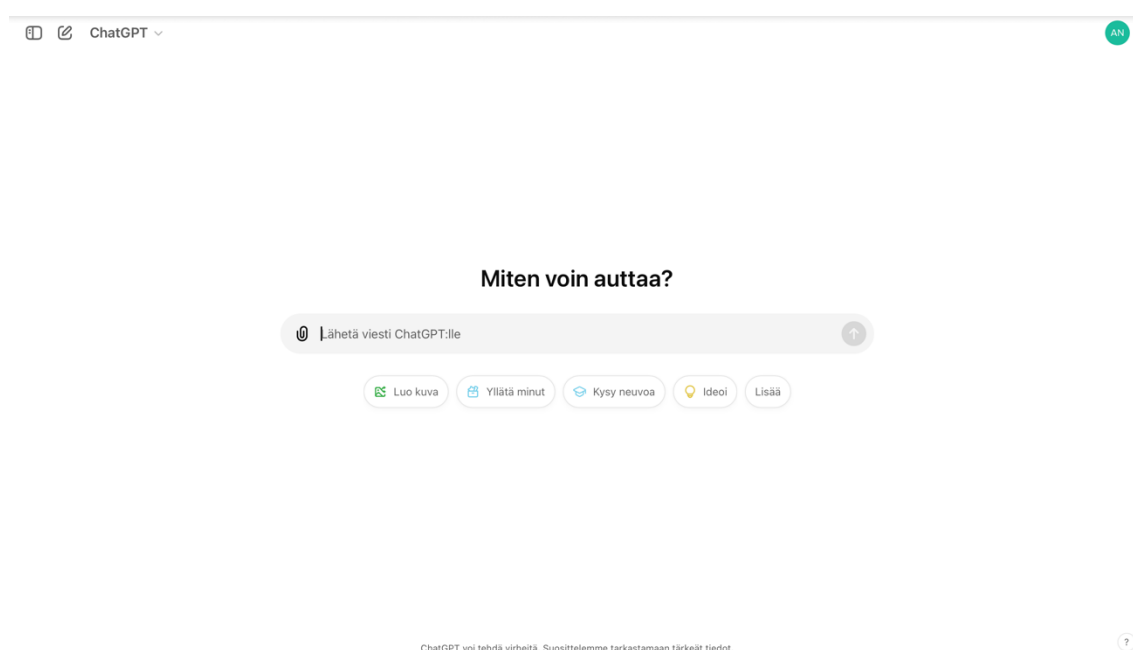 ChatGPT
AN
Miten voin auttaa?
Lähetä viesti ChatGPT:lle
Luo kuva Yllätä minut Kysy neuvoa Ideoi Lisää
ChatGPT voi tehdä virheitä. Suosittelemme tarkastamaan tärkeät tiedot.
?